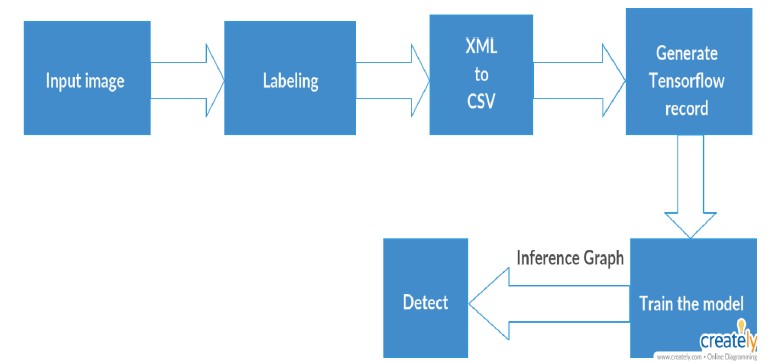 Input image
Labeling
XML
to
CSV
Generate
Tensorflow
record
Inference Graph
Detect
Train the model
creately
www.creately.com • Online Diagramming